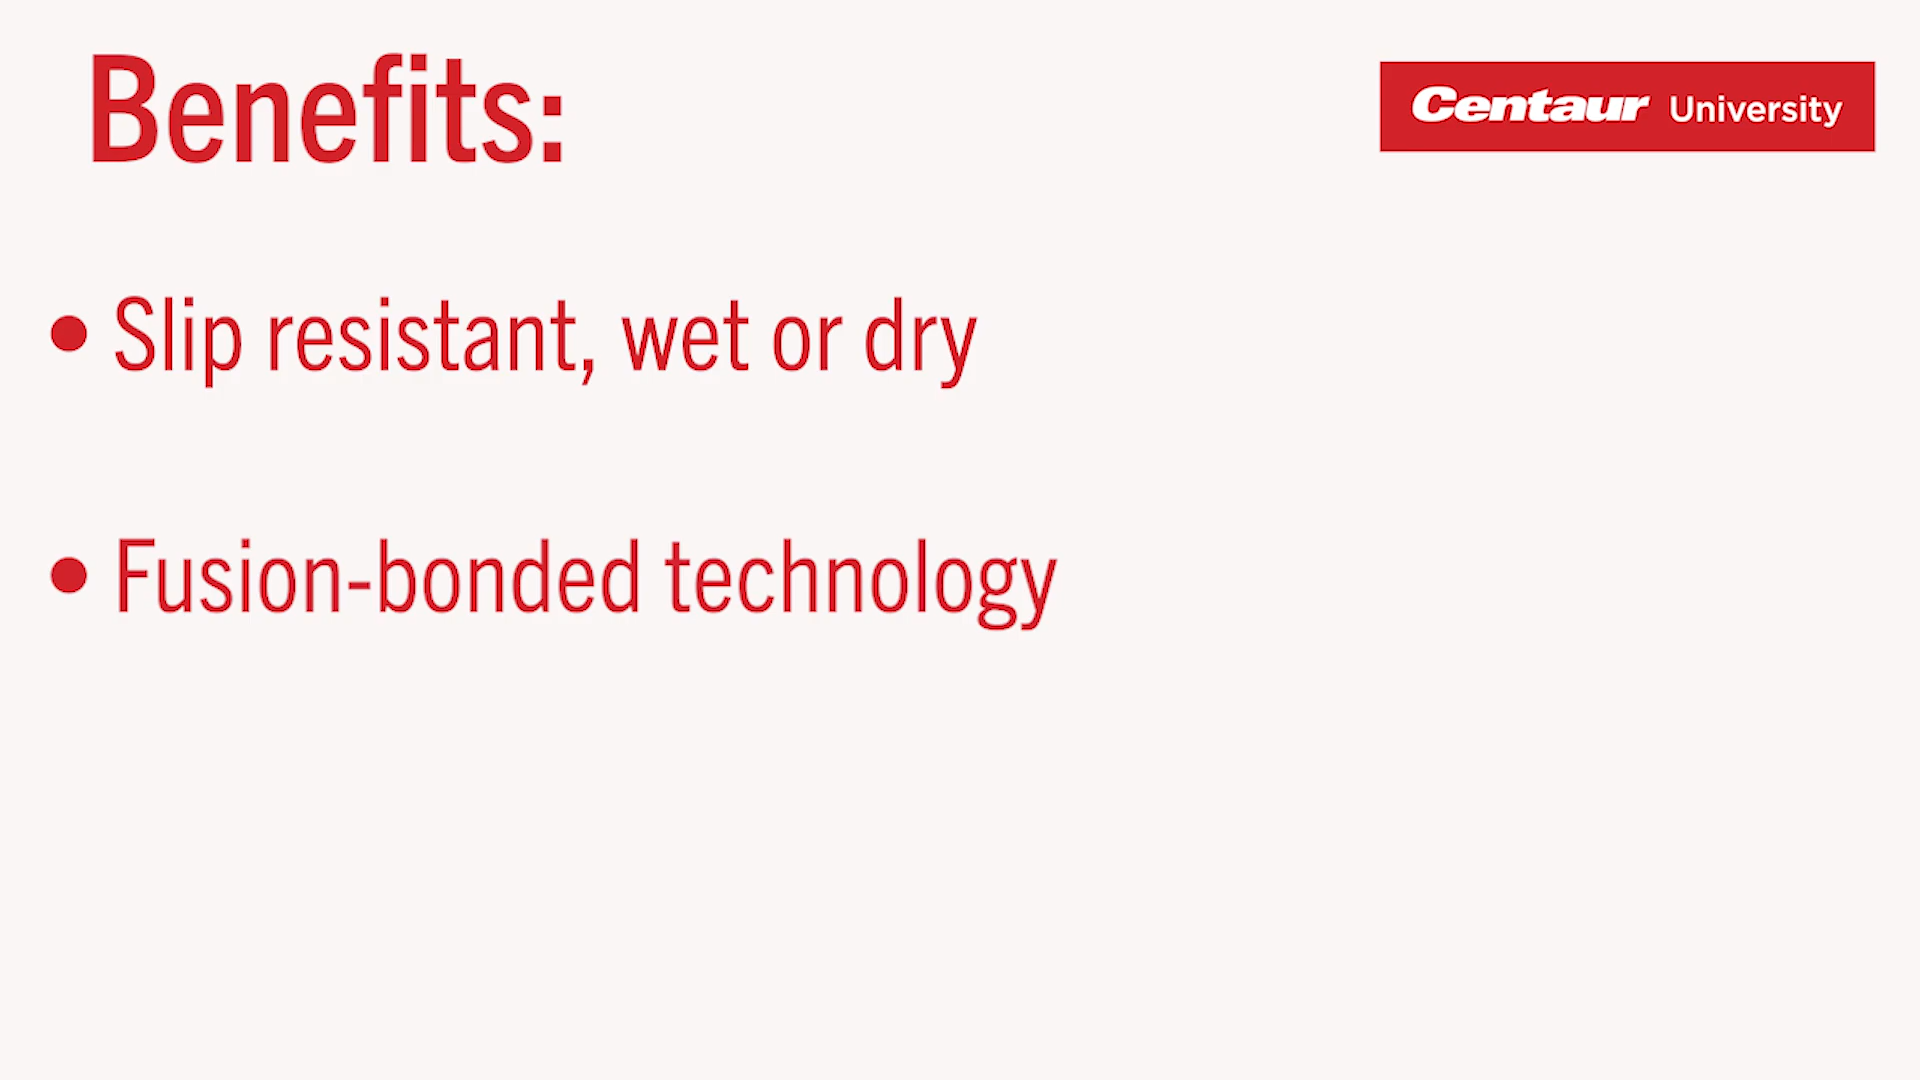 Benefits:
Centaur University
• Slip resistant, wet or dry
• Fusion-bonded technology